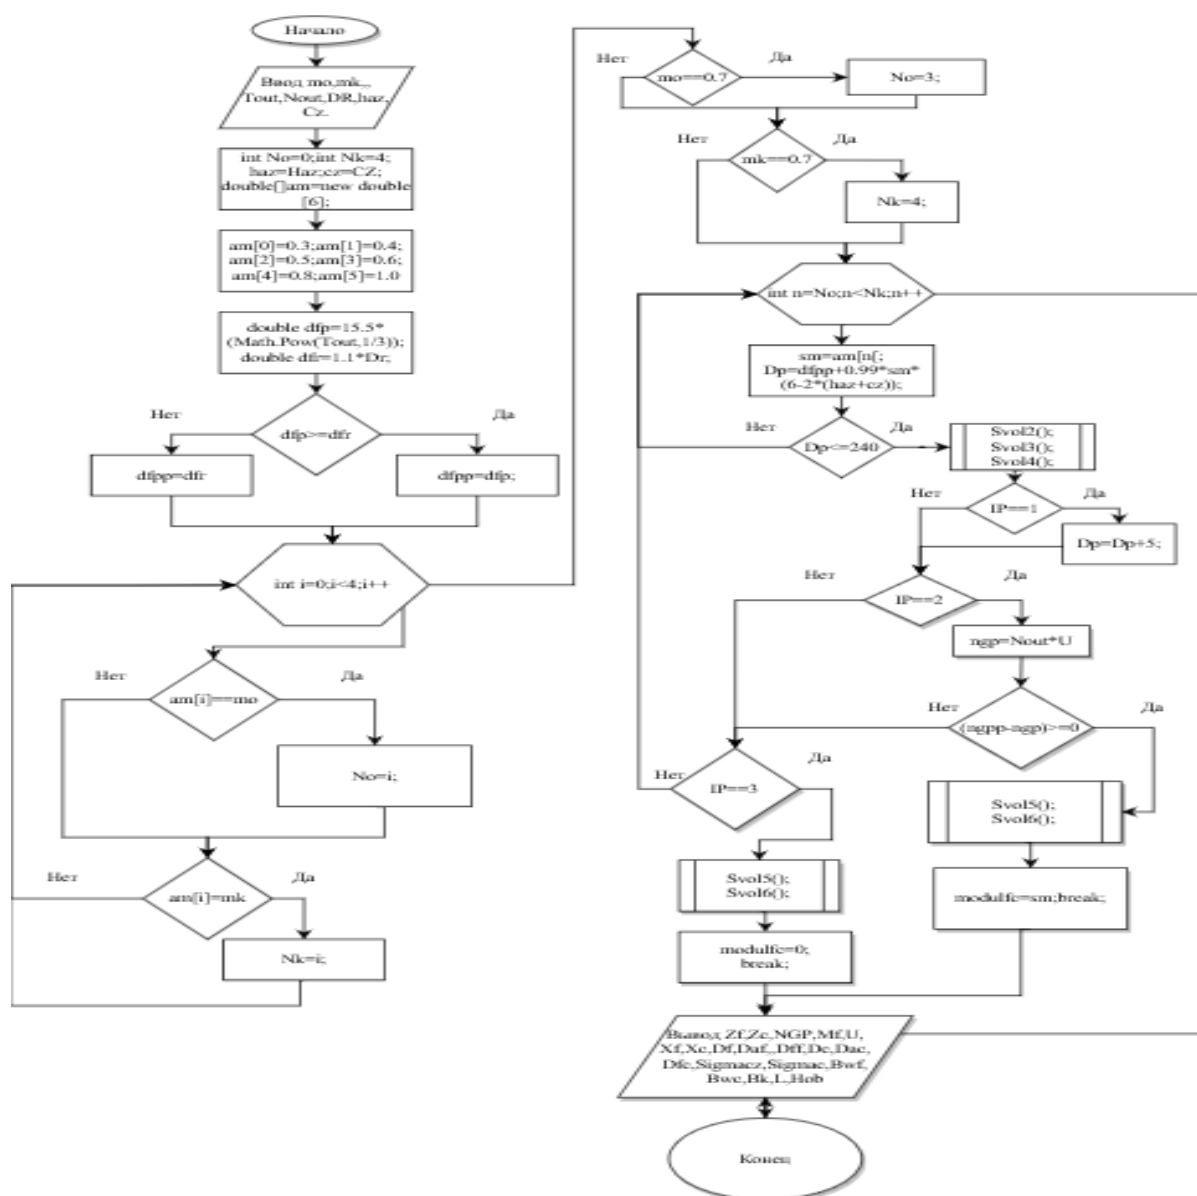 Начало
Ввод mo,mk,,
Tout,Nout,DR,haz,
Cz.
int No=0;int Nk=4;
haz=Haz;cz=CZ;
double[]am=new double
[6];
am[0]=0.3;am[1]=0.4;
am[2]=0.5;am[3]=0.6;
am[4]=0.8;am[5]=1.0
double dfp=15.5*
(Math.Pow(Tout,1/3));
double dfr=1.1*Dr;
Нет
Да
dfp>=dfr
dfpp=dfr
dfpp=dfp;
int i=0;i<4;i++
Нет
Да
am[i]==mo
No=i;
Нет
Да
am[i]=mk
Nk=i;
Нет
Да
mo==0.7
No=3;
Нет
Да
mk==0.7
Nk=4;
int n=No;n<Nk;n++
sm=am[n[;
Dp=dfpp+0.99*sm*
(6-2*(haz+cz));
Нет
Да
Dp<=240
Svol2();
Svol3();
Svol4();
Нет
Да
IP==1
Dp=Dp+5;
Нет
Да
IP==2
ngp=Nout*U
Нет
Да
(ngpp-ngp)>=0
Да
Нет
IP==3
Svol5();
Svol6();
Svol5();
Svol6();
modulfc=sm;break;
modulfc=0;
break;
Вывод Zf,Zc,NGP,Mf,U,
Xf,Xc,Df,Daf,,Dff,Dc,Dac,
Dfc,Sigmacz,Sigmac,Bwf,
Bwc,Bk,L,Hob
Конец